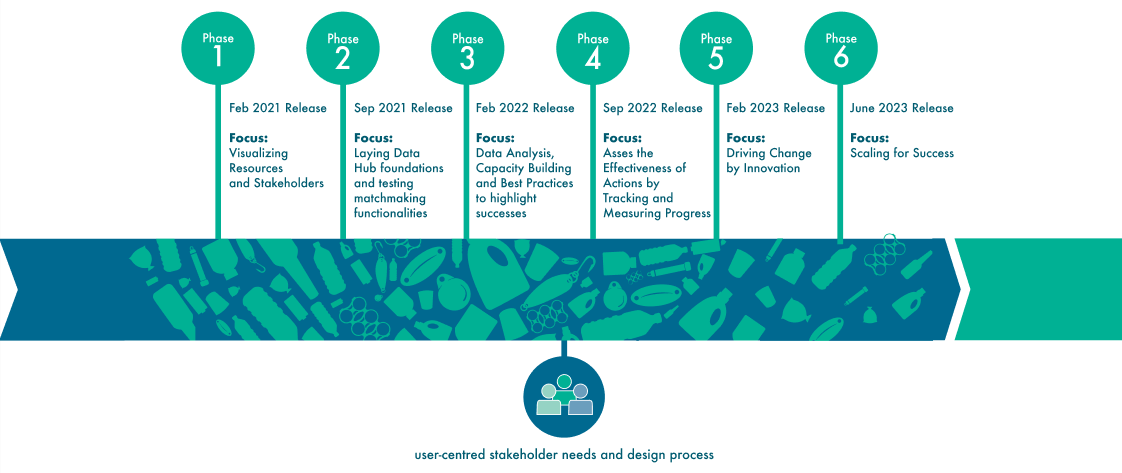 Phase
1
Phase
2
Phase
3
Phase
4
Phase
5
Phase
6
Feb 2021 Release
Focus:
Visualizing
Resources
and Stakeholders
Sep 2021 Release
Focus:
Laying Data
Hub foundations
and testing
matchmaking
functionalities
Feb 2022 Release
Focus:
Data Analysis,
Capacity Building
and Best Practices
to highlight
successes
Sep 2022 Release
Focus:
Asses the
Effectiveness of
Actions by
Tracking and
Measuring Progress
Feb 2023 Release
Focus:
Driving Change
by Innovation
June 2023 Release
Focus:
Scaling for Success
user-centred stakeholder needs and design process